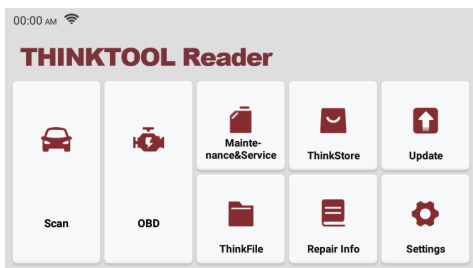 00:00 AM
THINKTOOL Reader
Mainte-
nance&Service
ThinkStore
Update
Scan
OBD
ThinkFile
Repair Info
Settings